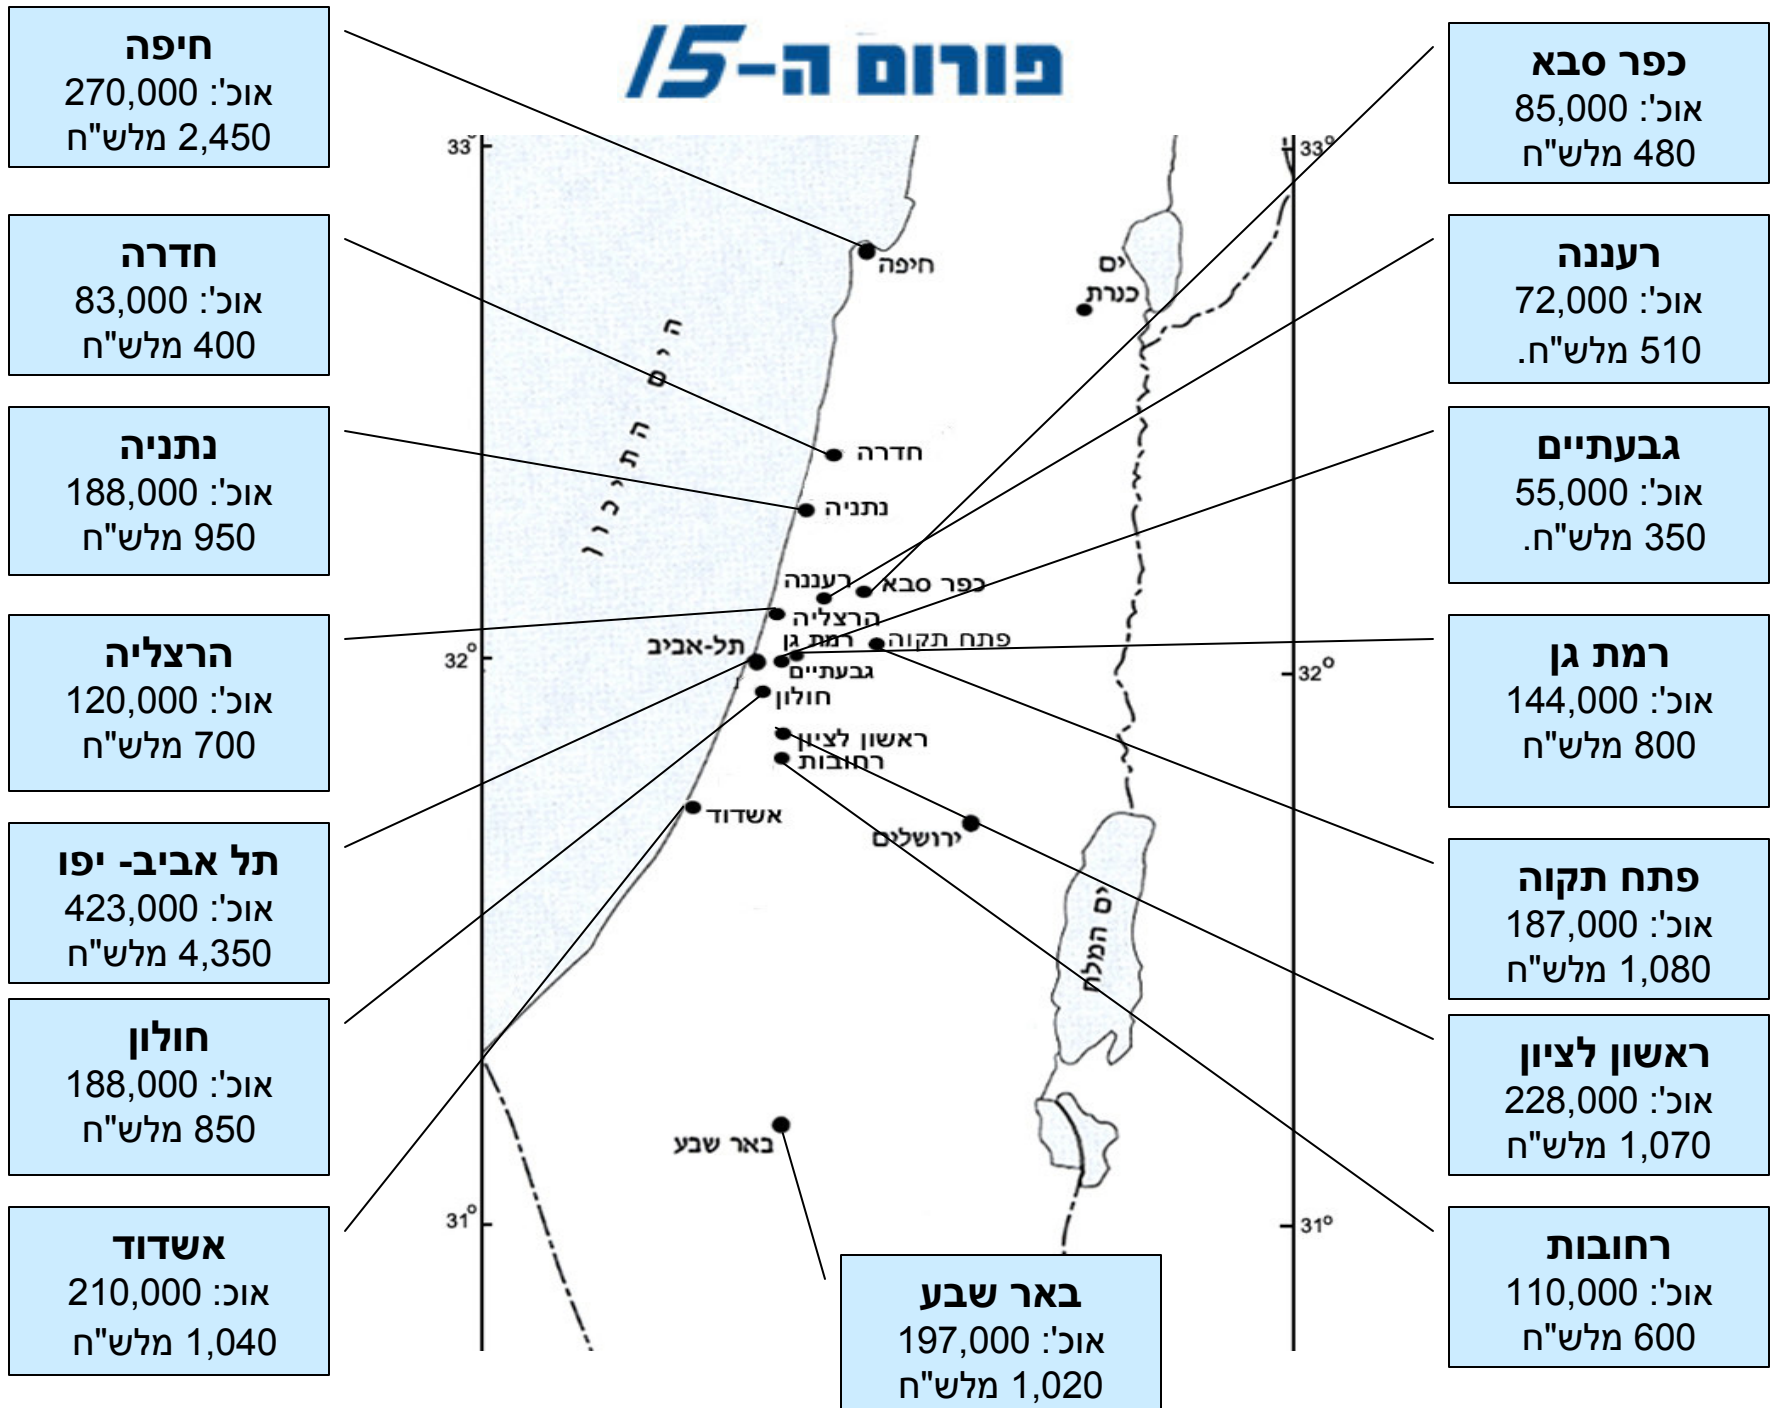 פורום ה-15
חיפה
אוכ': 270,000
2,450 מלש"ח
חדרה
אוכ': 83,000
400 מלש"ח
נתניה
אוכ': 188,000
950 מלש"ח
הרצליה
אוכ': 120,000
700 מלש"ח
תל אביב- יפו
אוכ': 423,000
4,350 מלש"ח
חולון
אוכ': 188,000
850 מלש"ח
אשדוד
אוכ: 210,000
1,040 מלש"ח
כפר סבא
אוכ': 85,000
480 מלש"ח
רעננה
אוכ': 72,000
510 מלש"ח.
גבעתיים
אוכ': 55,000
350 מלש"ח.
רמת גן
אוכ': 144,000
800 מלש"ח
פתח תקוה
אוכ': 187,000
1,080 מלש"ח
ראשון לציון
אוכ': 228,000
1,070 מלש"ח
רחובות
אוכ': 110,000
600 מלש"ח
באר שבע
אוכ': 197,000
1,020 מלש"ח
33°
33°
חיפה
ים
כנרת
הים התיכון
חדרה
נתניה
רעננה
כפר סבא
הרצליה
רמת גן
פתח תקוה
תל-אביב
גבעתיים
32°
32°
חולון
ראשון לציון
רחובות
אשדוד
ירושלים
ים המלח
באר שבע
31°
31°